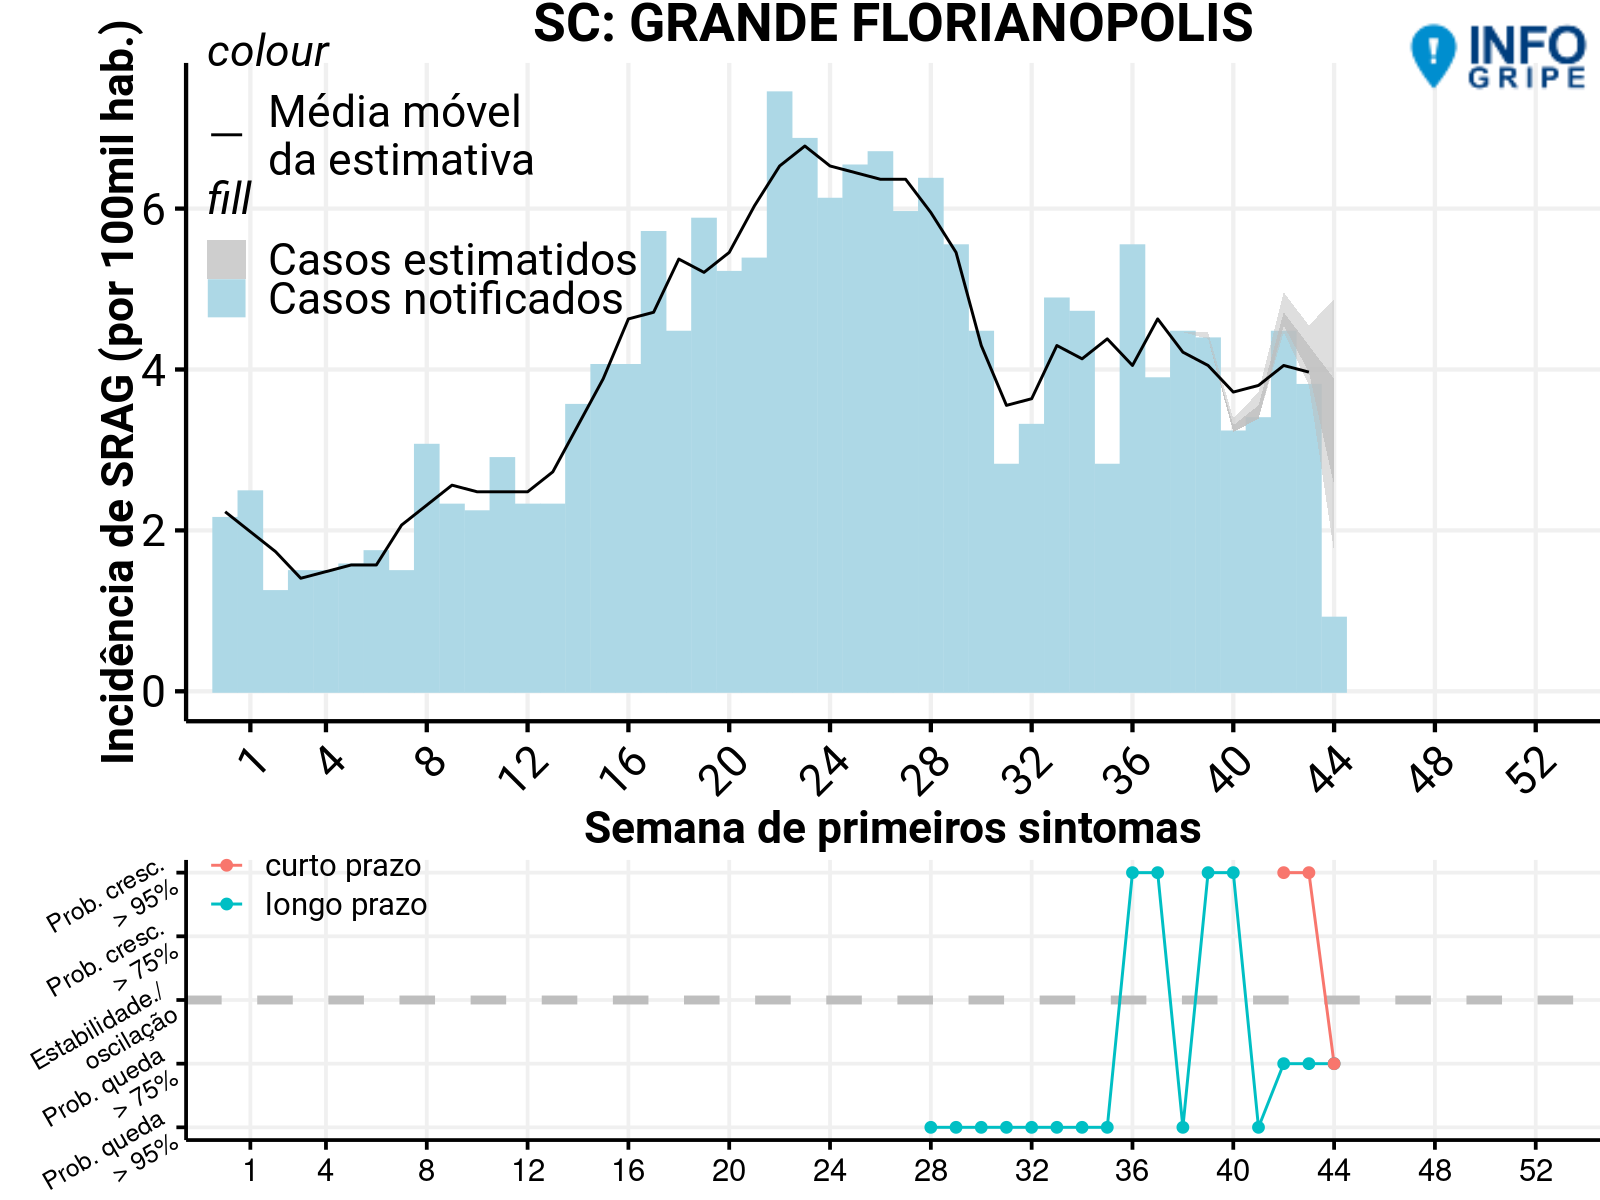 SC: GRANDE FLORIANOPOLIS
INFO
GRIPE
Incidência de SRAG (por 100mil hab.)
colour
Média móvel
da estimativa
fill
Casos estimatidos
Casos notificados
6
4
2
0
1 4 8 12 16 20 24 28 32 36 40 44 48 52
Semana de primeiros sintomas
curto prazo
longo prazo
Prob. cresc.
> 95%
Prob. cresc.
> 75%
Estabilidade./
oscilação
Prob. queda
> 75%
Prob. queda
> 95%
1 4 8 12 16 20 24 28 32 36 40 44 48 52